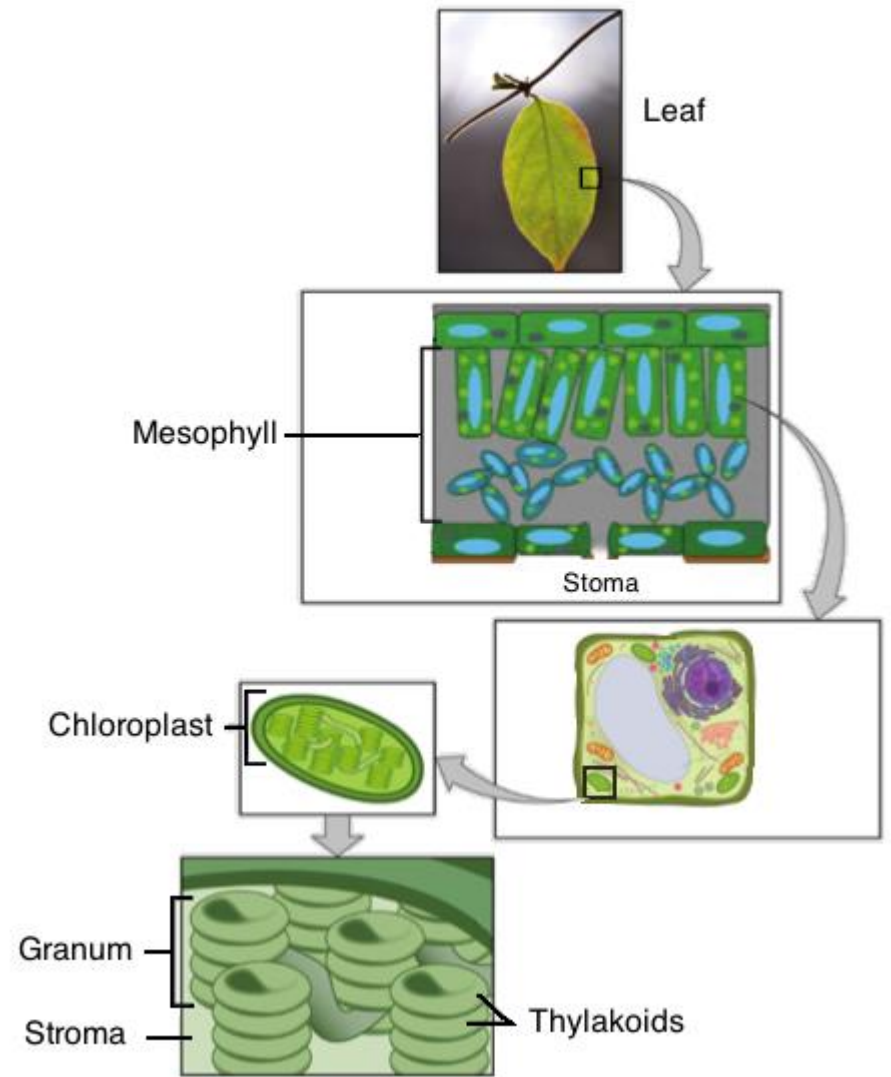 Leaf
Mesophyll
Stoma
Chloroplast
Granum
Thylakoids
Stroma